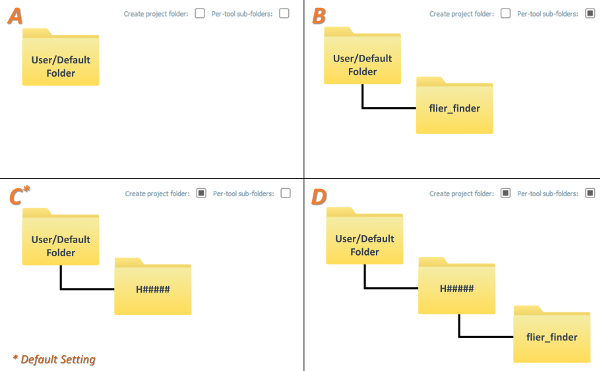 A
Create project folder: Per-tool sub-folders:
User/Default
Folder
B
Create project folder: Per-tool sub-folders:
User/Default
Folder
flier_finder
C*
Create project folder: Per-tool sub-folders:
User/Default
Folder
H#####
* Default Setting
D
Create project folder: Per-tool sub-folders:
User/Default
Folder
H#####
flier_finder